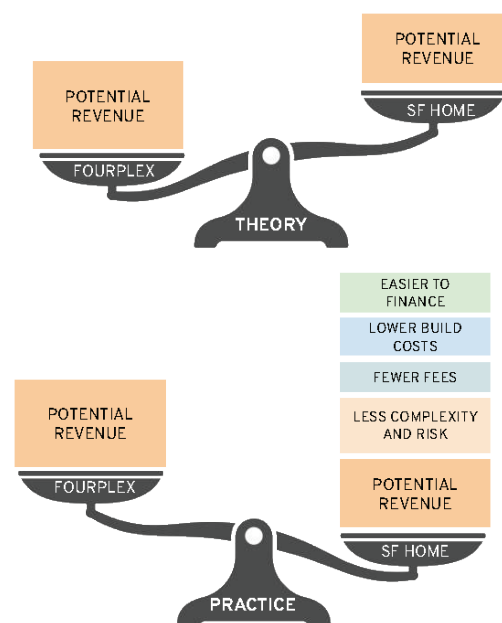 POTENTIAL
REVENUE
SF HOME
POTENTIAL
REVENUE
FOURPLEX
THEORY
EASIER TO
FINANCE
LOWER BUILD
COSTS
FEWER FEES
LESS COMPLEXITY
AND RISK
POTENTIAL
REVENUE
FOURPLEX
POTENTIAL
REVENUE
SF HOME
PRACTICE